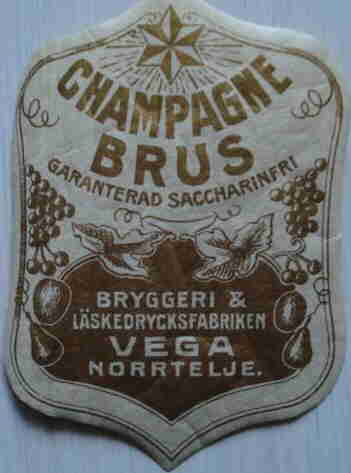 CHAMPAGNE
BRUS
GARANTERAD SACCHARINFRI
BRYGGERI &
LÄSKEDRYCKSFABRIKEN
VEGA
NORRTELJE.